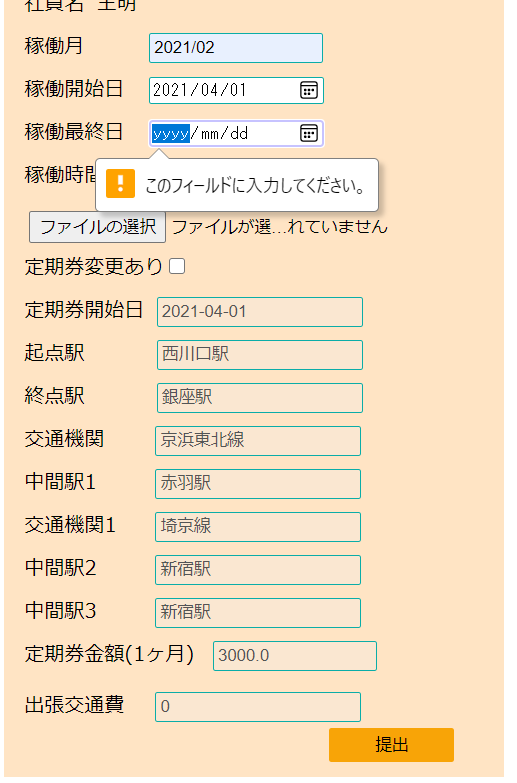 社員名 王明
稼働月 2021/02
稼働開始日 2021/04/01
稼働最終日 yyyy/mm/dd
稼働時間
! このフィールドに入力してください。
ファイルの選択 ファイルが選...れていません
定期券変更あり
定期券開始日 2021-04-01
起点駅 西川口駅
終点駅 銀座駅
交通機関 京浜東北線
中間駅1 赤羽駅
交通機関1 埼京線
中間駅2 新宿駅
中間駅3 新宿駅
定期券金額(1ヶ月) 3000.0
出張交通費 0
提出